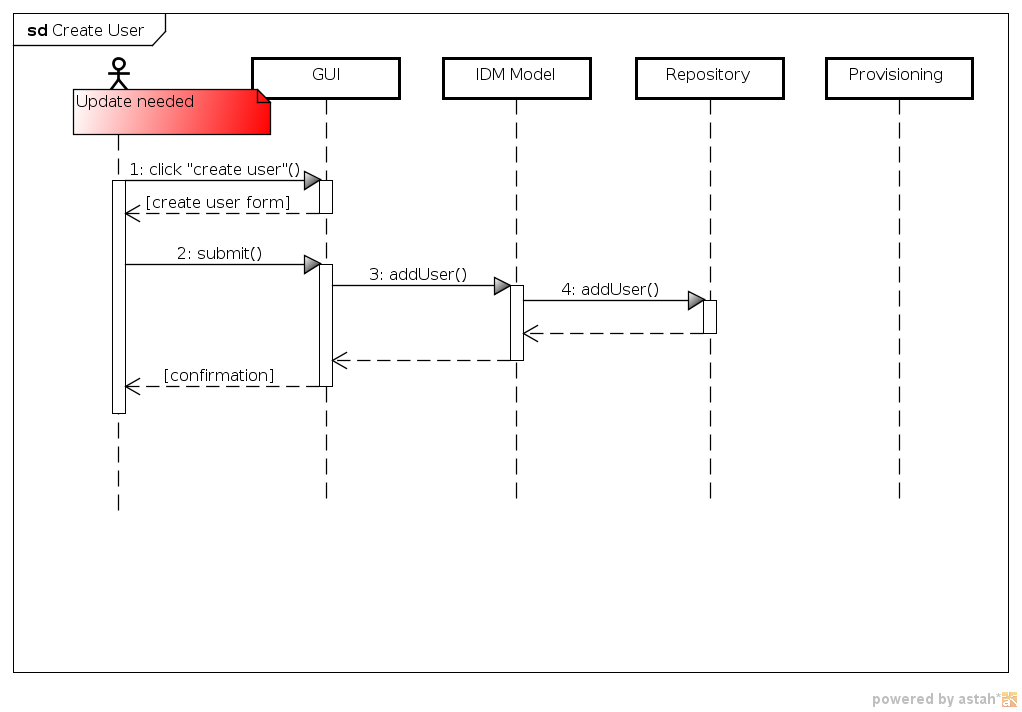 sd Create User
GUI
IDM Model
Repository
Provisioning
Update needed
1: click "create user"()
[create user form]
2: submit()
3: addUser()
4: addUser()
[confirmation]
powered by astah*